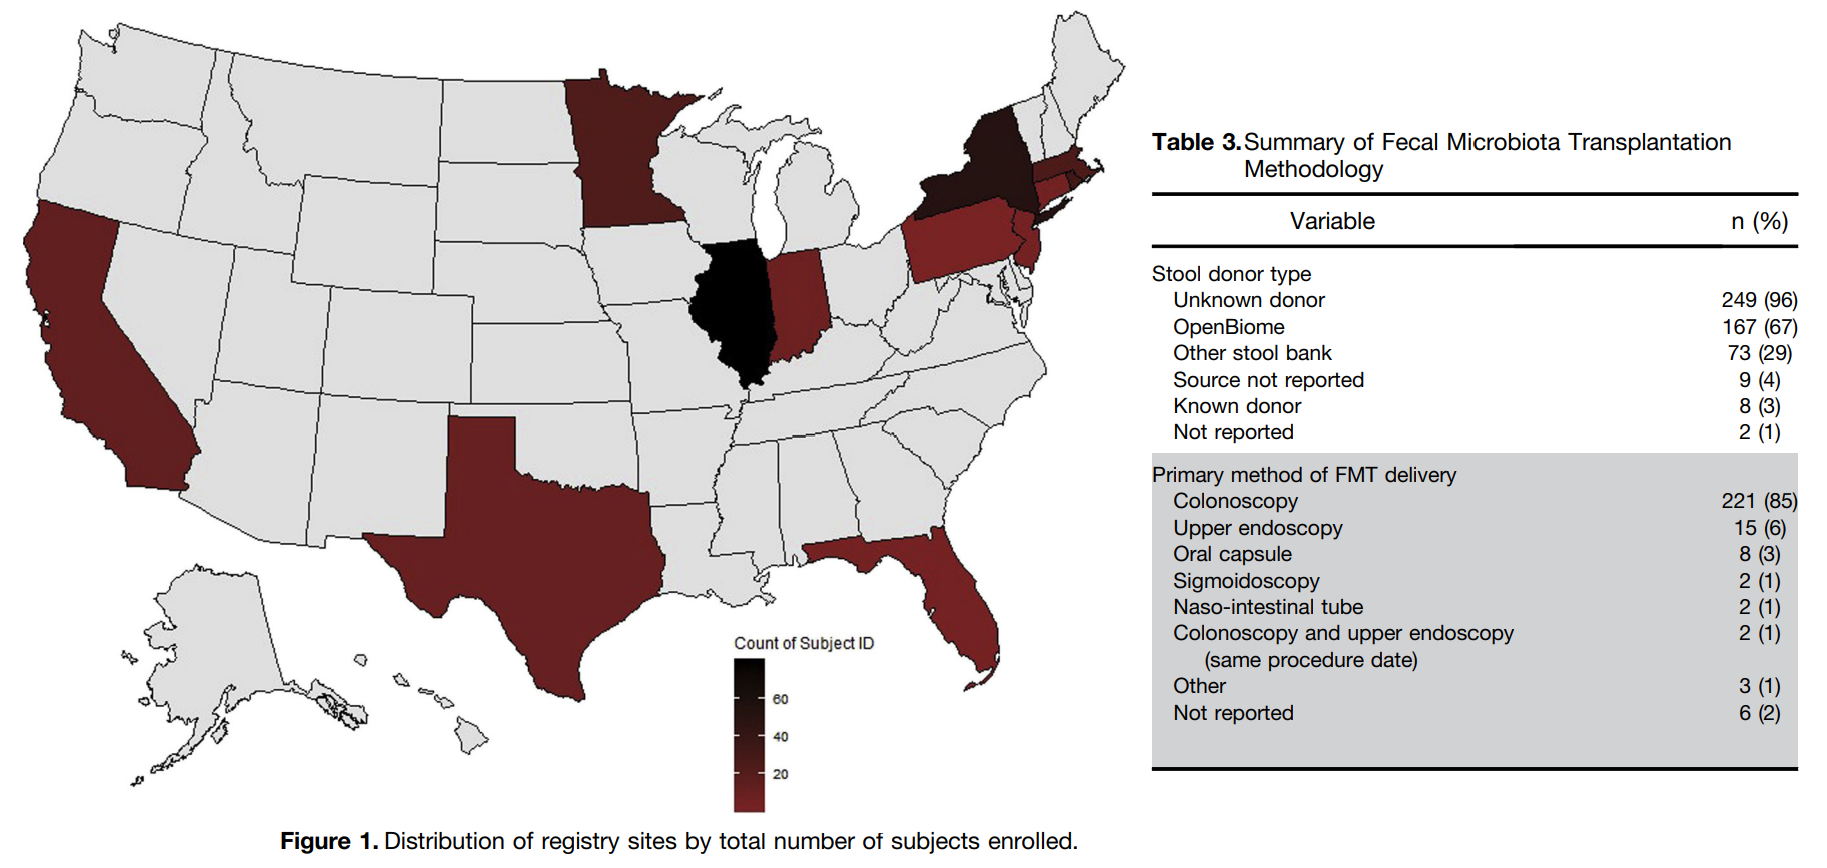 Count of Subject ID
60
40
20
Figure 1. Distribution of registry sites by total number of subjects enrolled.
Table 3. Summary of Fecal Microbiota Transplantation
Methodology
Variable n (%)
Stool donor type
Unknown donor 249 (96)
OpenBiome 167 (67)
Other stool bank 73 (29)
Source not reported 9 (4)
Known donor 8 (3)
Not reported 2 (1)
Primary method of FMT delivery
Colonoscopy 221 (85)
Upper endoscopy 15 (6)
Oral capsule 8 (3)
Sigmoidoscopy 2 (1)
Naso-intestinal tube 2 (1)
Colonoscopy and upper endoscopy 2 (1)
(same procedure date)
Other 3 (1)
Not reported 6 (2)